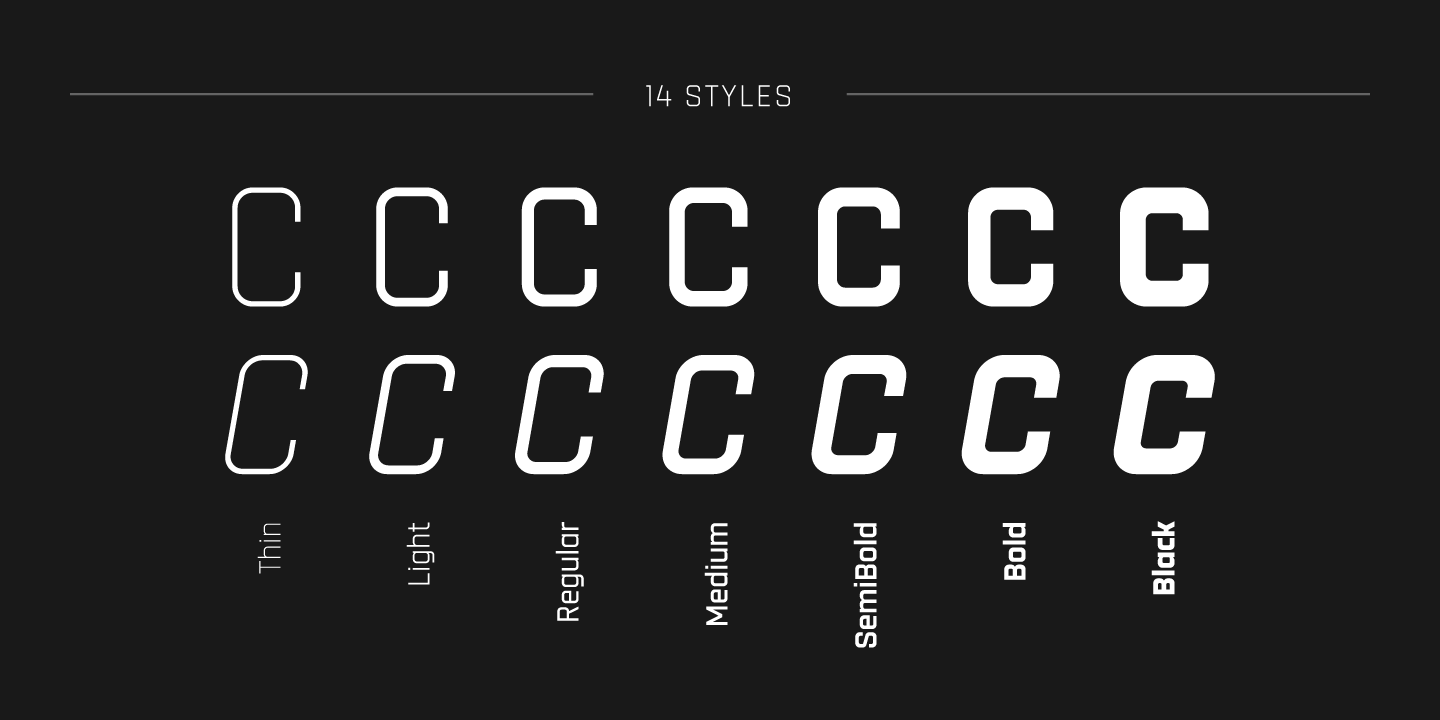 14 STYLES
C C C C C C C
C C C C C C C
Thin
Light
Regular
Medium
SemiBold
Bold
Black